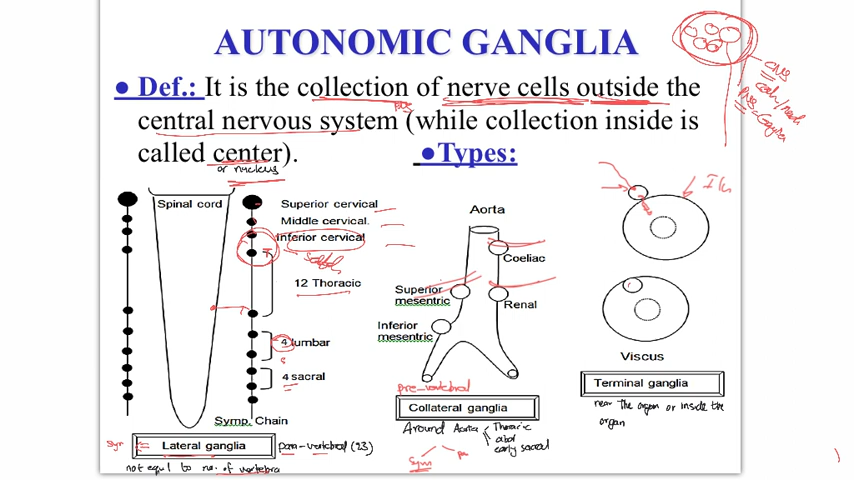 AUTONOMIC GANGLIA
● Def.: It is the collection of nerve cells outside the
central nervous system (while collection inside is
called center).
or nucleus
●Types:
CNS
PNS
Spinal cord
Superior cervical
Middle cervical.
Inferior cervical
12 Thoracic
4 lumbar
4 sacral
Symp. Chain
Lateral ganglia
para-vertebral (23)
not equl to no. of vertebra
Aorta
Coeliac
Superior
mesentric
Renal
Inferior
mesentric
pre-vertebral
Collateral ganglia
Around Aorta
Thoracic
early sacral
Sym
Viscus
Terminal ganglia
near the organ or inside the
organ